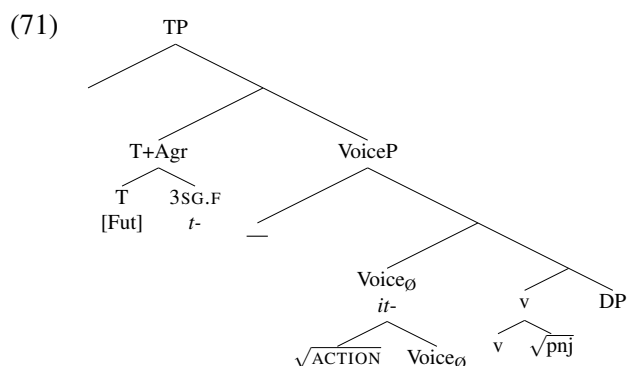 (71) TP
T+Agr VoiceP
T 3SG.F
[Fut] t- —
Voice∅ v DP
it-
√ACTION Voice∅ v √pnj